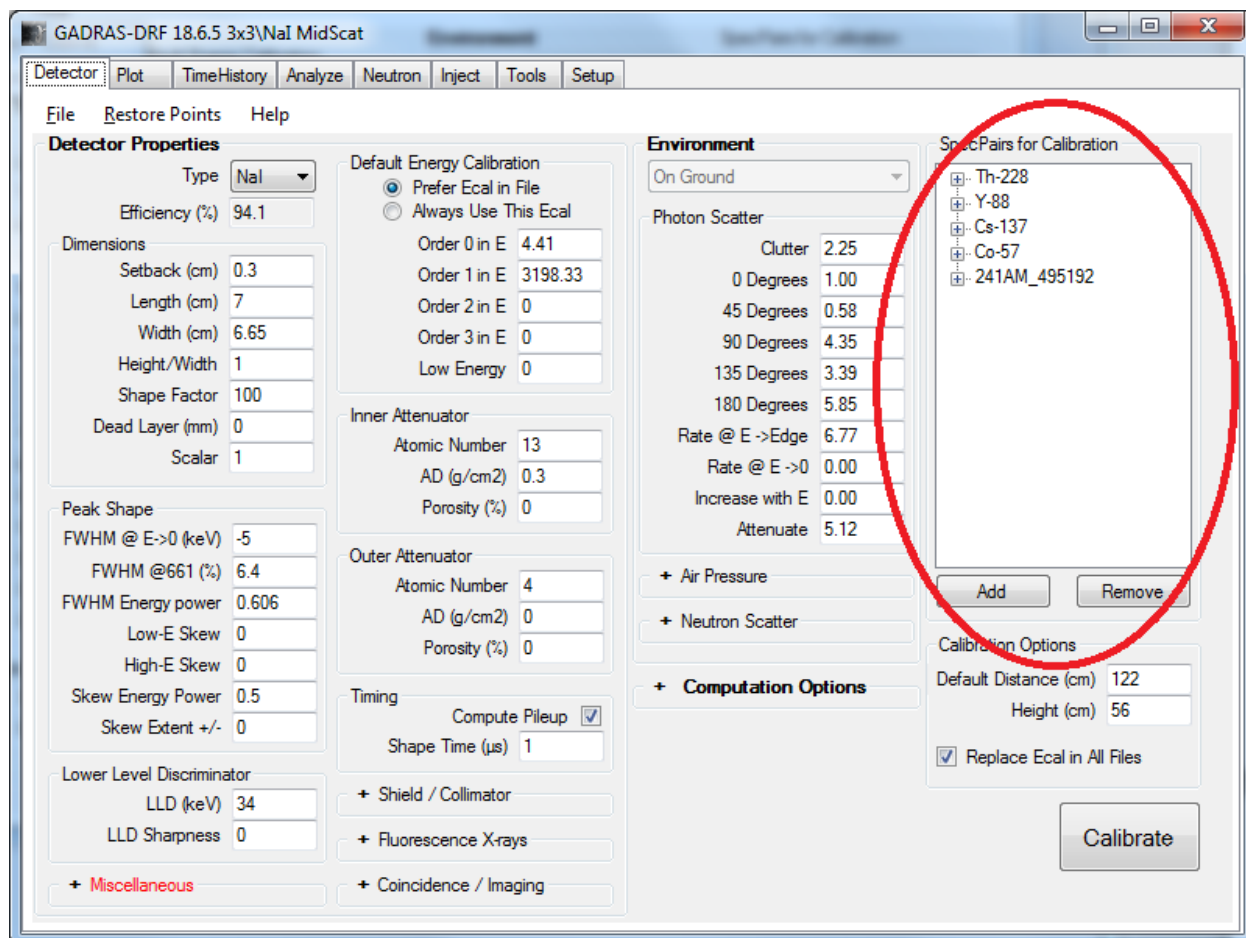 GADRAS-DRF 18.6.5 3x3\NaI MidScat
Detector Plot TimeHistory Analyze Neutron Inject Tools Setup
File Restore Points Help
Detector Properties
Type NaI
Efficiency (%) 94.1
Dimensions
Setback (cm) 0.3
Length (cm) 7
Width (cm) 6.65
Height/Width 1
Shape Factor 100
Dead Layer (mm) 0
Scalar 1
Peak Shape
FWHM @ E->0 (keV) -5
FWHM @661 (%) 6.4
FWHM Energy power 0.606
Low-E Skew 0
High-E Skew 0
Skew Energy Power 0.5
Skew Extent +/- 0
Lower Level Discriminator
LLD (keV) 34
LLD Sharpness 0
+ Miscellaneous
Default Energy Calibration
Prefer Ecal in File
Always Use This Ecal
Order 0 in E 4.41
Order 1 in E 3198.33
Order 2 in E 0
Order 3 in E 0
Low Energy 0
Inner Attenuator
Atomic Number 13
AD (g/cm2) 0.3
Porosity (%) 0
Outer Attenuator
Atomic Number 4
AD (g/cm2) 0
Porosity (%) 0
Timing
Compute Pileup
Shape Time (μs) 1
+ Shield / Collimator
+ Fluorescence X-rays
+ Coincidence / Imaging
Environment
On Ground
Photon Scatter
Clutter 2.25
0 Degrees 1.00
45 Degrees 0.58
90 Degrees 4.35
135 Degrees 3.39
180 Degrees 5.85
Rate @ E ->Edge 6.77
Rate @ E ->0 0.00
Increase with E 0.00
Attenuate 5.12
+ Air Pressure
+ Neutron Scatter
+ Computation Options
SpecPairs for Calibration
Th-228
Y-88
Cs-137
Co-57
241AM_495192
Add Remove
Calibration Options
Default Distance (cm) 122
Height (cm) 56
Replace Ecal in All Files
Calibrate